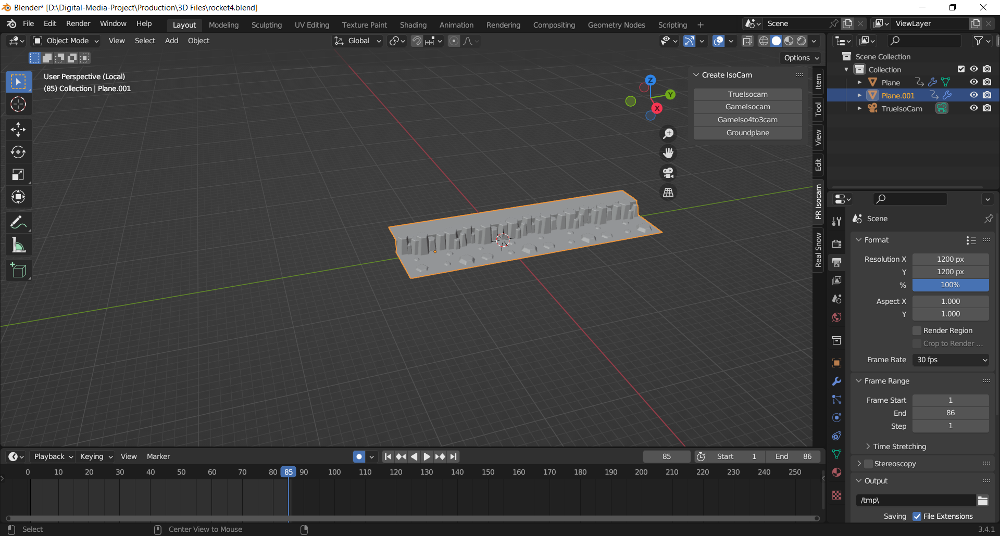 Blender* [D:\Digital-Media-Project\Production\3D Files\rocket4.blend]
File Edit Render Window Help
Layout Modeling Sculpting UV Editing Texture Paint Shading Animation Rendering Compositing Geometry Nodes Scripting +
Scene
ViewLayer
Object Mode View Select Add Object
Global
Options
User Perspective (Local)
(85) Collection | Plane.001
Z
Y
X
Create IsoCam
TrueIsocam
GameIsocam
GameIso4to3cam
Groundplane
Item
Tool
View
Edit
PR Isocam
Real Snow
Scene Collection
Collection
Plane
Plane.001
TrueIsoCam
Scene
Format
Resolution X 1200 px
Y 1200 px
% 100%
Aspect X 1.000
Y 1.000
Render Region
Crop to Render ...
Frame Rate 30 fps
Frame Range
Frame Start 1
End 86
Step 1
Time Stretching
Stereoscopy
Output
/tmp\
Saving File Extensions
Playback Keying View Marker
85
Start 1 End 86
0 10 20 30 40 50 60 70 80 85 90 100 110 120 130 140 150 160 170 180 190 200 210 220 230 240 250
Select
Center View to Mouse
3.4.1